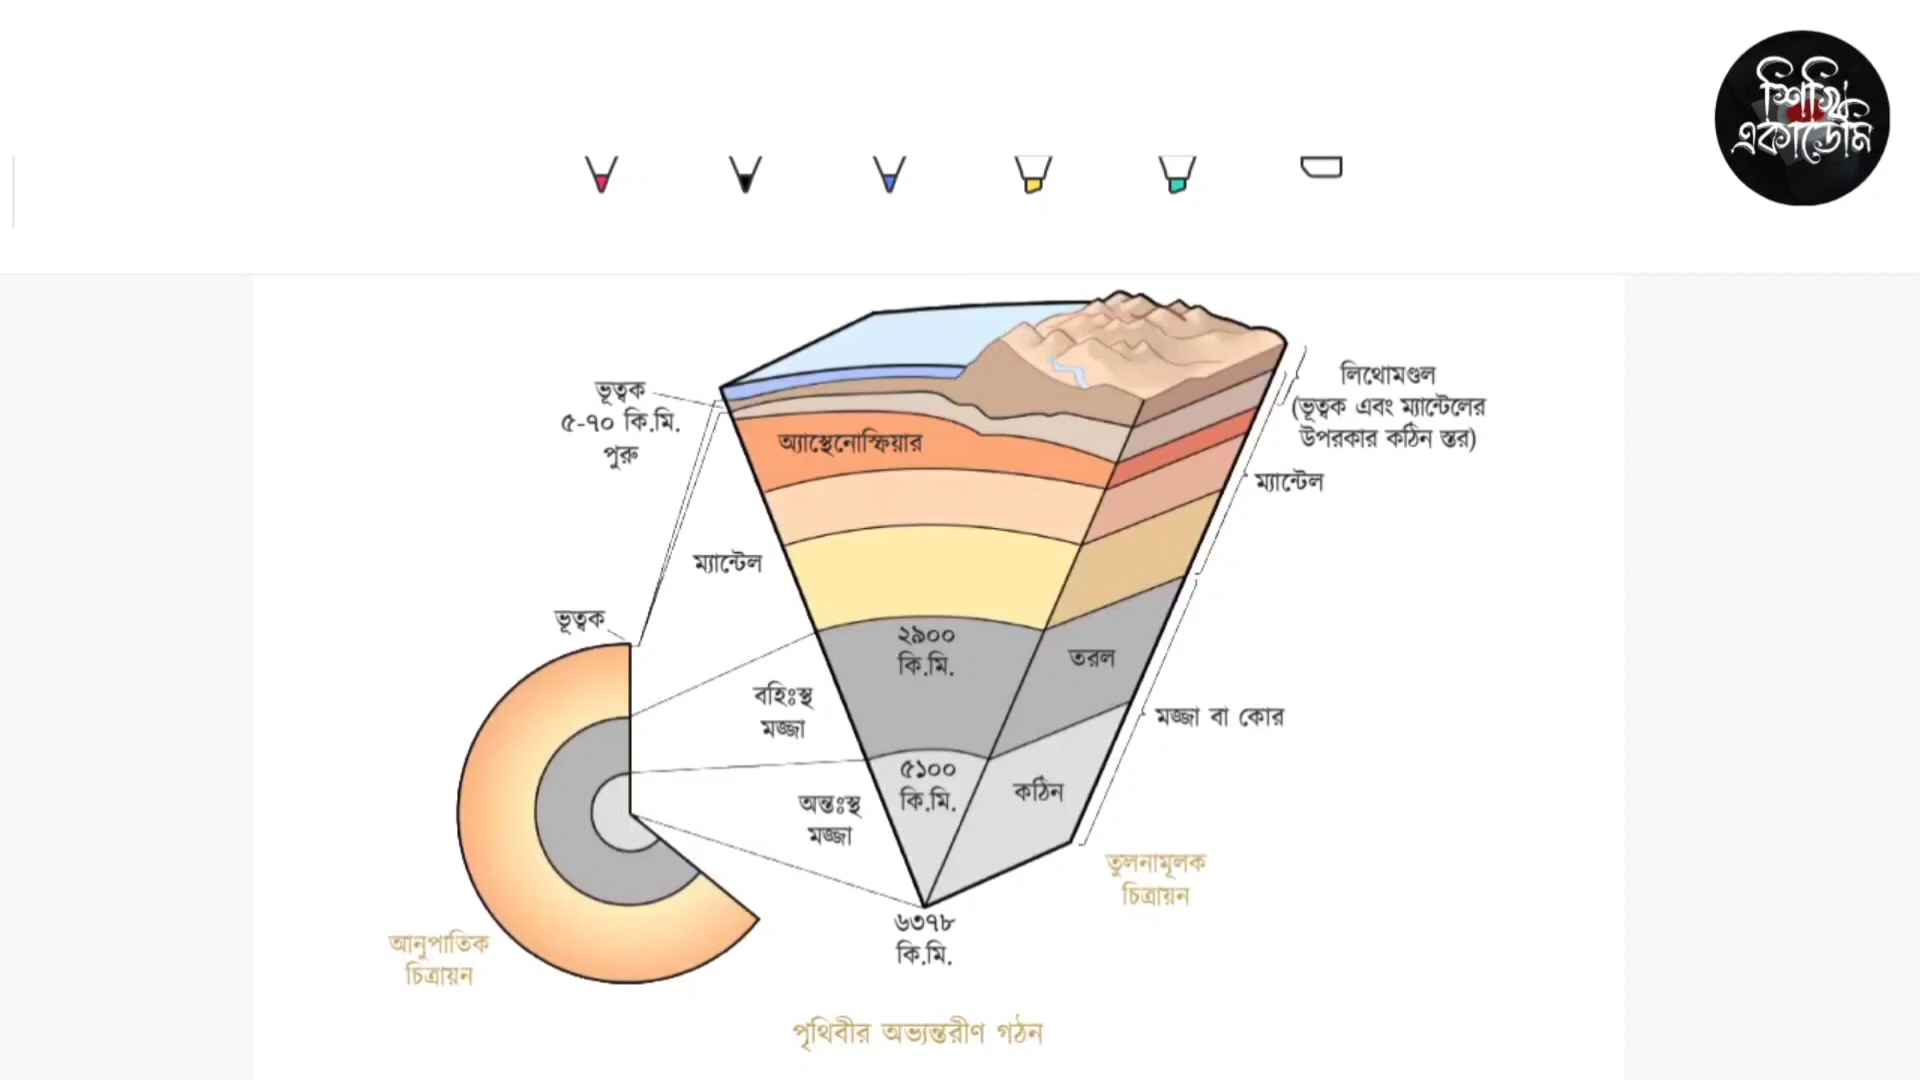 শিখি
একাডেমি
ভূত্বক
৫-৭০ কি.মি.
পুরু
অ্যাস্থেনোস্ফিয়ার
লিথোমণ্ডল
(ভূত্বক এবং ম্যান্টেলের
উপরকার কঠিন স্তর)
ম্যান্টেল
ম্যান্টেল
ভূত্বক
২৯০০
কি.মি.
তরল
বহিঃস্থ
মজ্জা
মজ্জা বা কোর
৫১০০
কি.মি.
কঠিন
অন্তঃস্থ
মজ্জা
তুলনামূলক
চিত্রায়ন
৬৩৭৮
কি.মি.
আনুপাতিক
চিত্রায়ন
পৃথিবীর অভ্যন্তরীণ গঠন